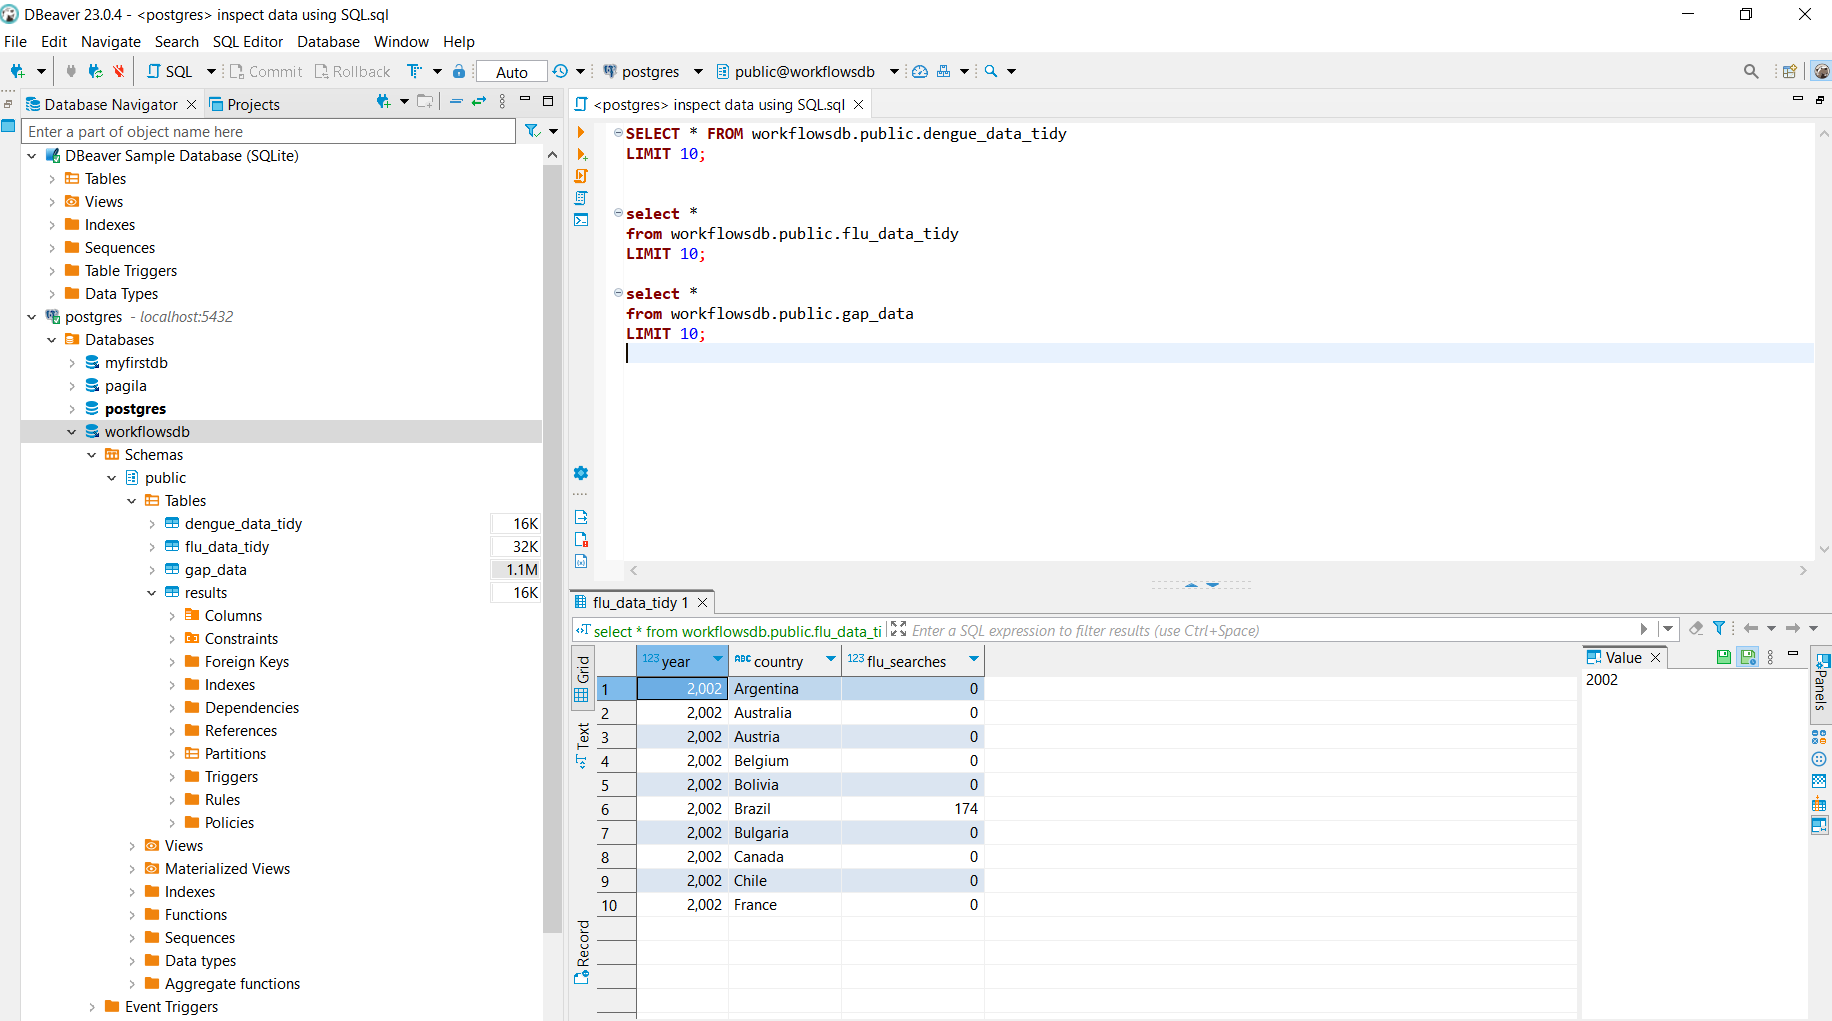 DBeaver 23.0.4 - <postgres> inspect data using SQL.sql
File Edit Navigate Search SQL Editor Database Window Help
SQL Commit Rollback Auto postgres public@workflowsdb
Database Navigator Projects
Enter a part of object name here
DBeaver Sample Database (SQLite)
Tables
Views
Indexes
Sequences
Table Triggers
Data Types
postgres - localhost:5432
Databases
myfirstdb
pagila
postgres
workflowsdb
Schemas
public
Tables
dengue_data_tidy 16K
flu_data_tidy 32K
gap_data 1.1M
results 16K
Columns
Constraints
Foreign Keys
Indexes
Dependencies
References
Partitions
Triggers
Rules
Policies
Views
Materialized Views
Indexes
Functions
Sequences
Data types
Aggregate functions
Event Triggers
<postgres> inspect data using SQL.sql
SELECT * FROM workflowsdb.public.dengue_data_tidy
LIMIT 10;
select *
from workflowsdb.public.flu_data_tidy
LIMIT 10;
select *
from workflowsdb.public.gap_data
LIMIT 10;
flu_data_tidy 1
select * from workflowsdb.public.flu_data_ti Enter a SQL expression to filter results (use Ctrl+Space)
Grid
Text
Record
123 year ABC country 123 flu_searches
1 2,002 Argentina 0
2 2,002 Australia 0
3 2,002 Austria 0
4 2,002 Belgium 0
5 2,002 Bolivia 0
6 2,002 Brazil 174
7 2,002 Bulgaria 0
8 2,002 Canada 0
9 2,002 Chile 0
10 2,002 France 0
Value
2002
Panels